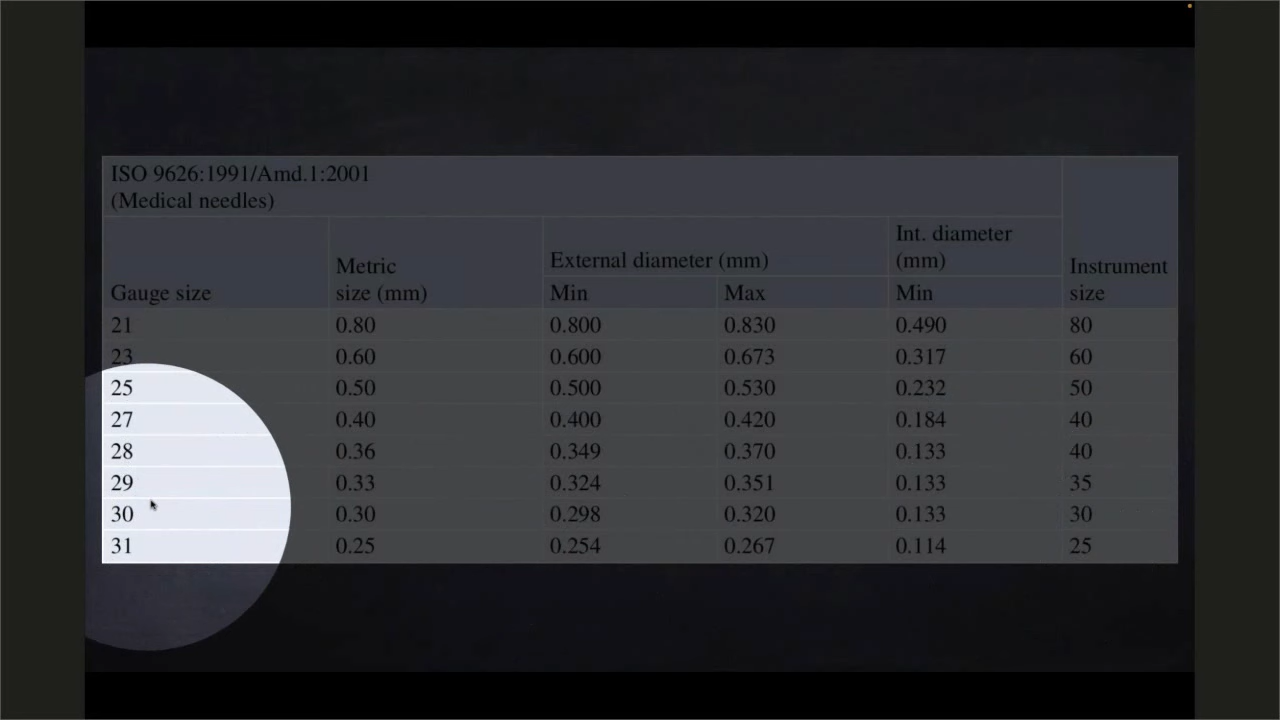 ISO 9626:1991/Amd.1:2001
(Medical needles)
Gauge size Metric size (mm) External diameter (mm) Int. diameter (mm) Instrument size
Min Max Min
21 0.80 0.800 0.830 0.490 80
23 0.60 0.600 0.673 0.317 60
25 0.50 0.500 0.530 0.232 50
27 0.40 0.400 0.420 0.184 40
28 0.36 0.349 0.370 0.133 40
29 0.33 0.324 0.351 0.133 35
30 0.30 0.298 0.320 0.133 30
31 0.25 0.254 0.267 0.114 25